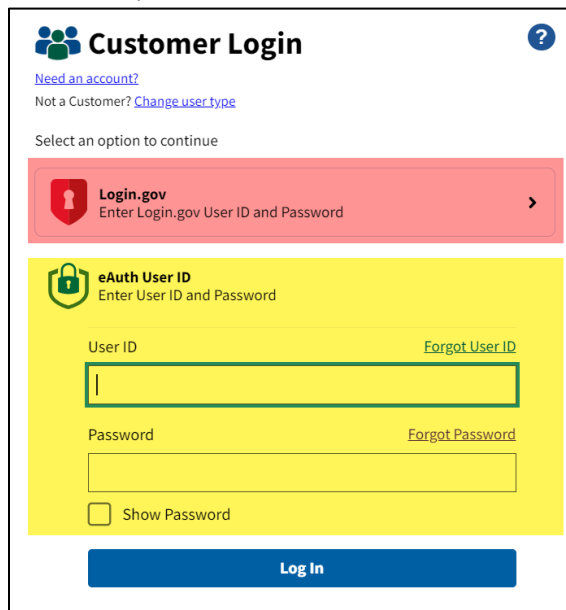 Customer Login
?
Need an account?
Not a Customer? Change user type
Select an option to continue
Login.gov
Enter Login.gov User ID and Password
eAuth User ID
Enter User ID and Password
User ID Forgot User ID
Password Forgot Password
Show Password
Log In